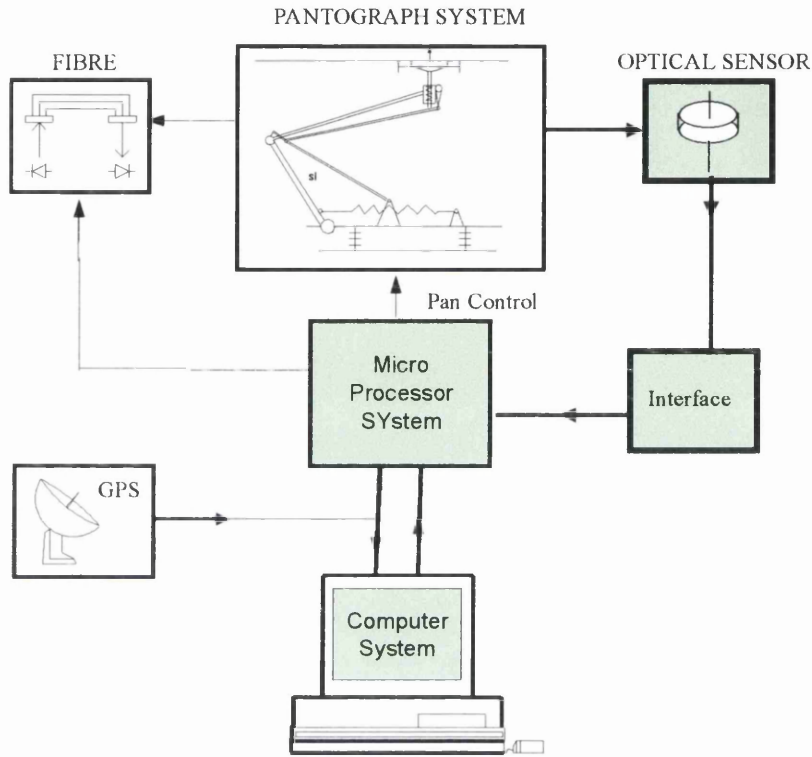 PANTOGRAPH SYSTEM
FIBRE
OPTICAL SENSOR
sl
Pan Control
Micro
Processor
SYstem
Interface
GPS
Computer
System